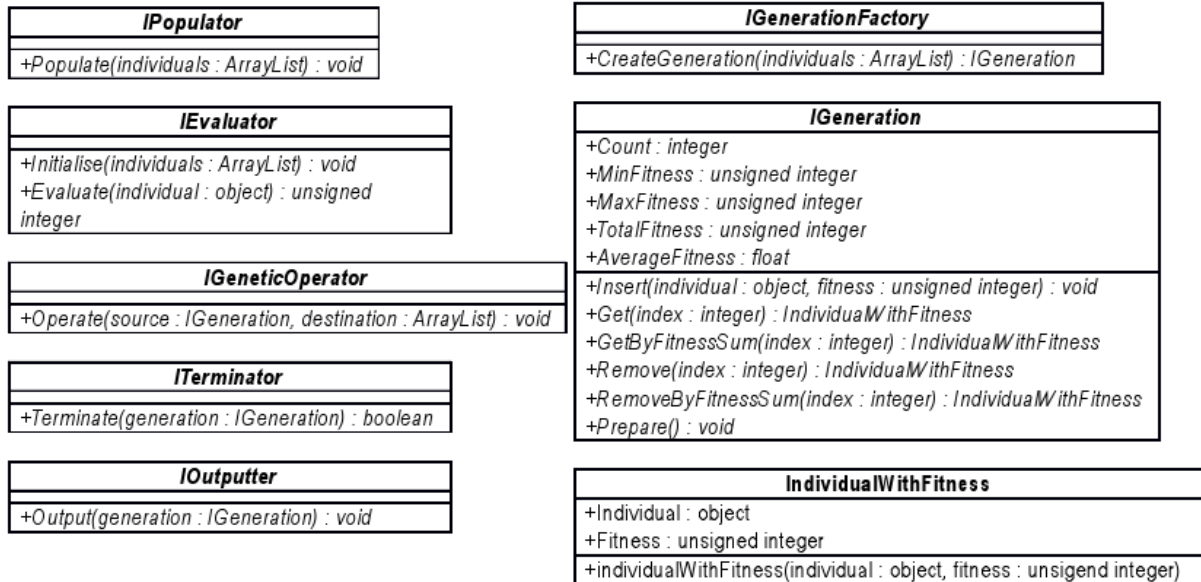 IPopulator
+Populate(individuals : ArrayList) : void
IEvaluator
+Initialise(individuals : ArrayList) : void
+Evaluate(individual : object) : unsigned
integer
IGeneticOperator
+Operate(source : IGeneration, destination : ArrayList) : void
ITerminator
+Terminate(generation : IGeneration) : boolean
IOutputter
+Output(generation : IGeneration) : void
IGenerationFactory
+CreateGeneration(individuals : ArrayList) : IGeneration
IGeneration
+Count : integer
+MinFitness : unsigned integer
+MaxFitness : unsigned integer
+TotalFitness : unsigned integer
+AverageFitness : float
+Insert(individual : object, fitness : unsigned integer) : void
+Get(index : integer) : IndividualWithFitness
+GetByFitnessSum(index : integer) : IndividualWithFitness
+Remove(index : integer) : IndividualWithFitness
+RemoveByFitnessSum(index : integer) : IndividualWithFitness
+Prepare() : void
IndividualWithFitness
+Individual : object
+Fitness : unsigned integer
+individualWithFitness(individual : object, fitness : unsigend integer)